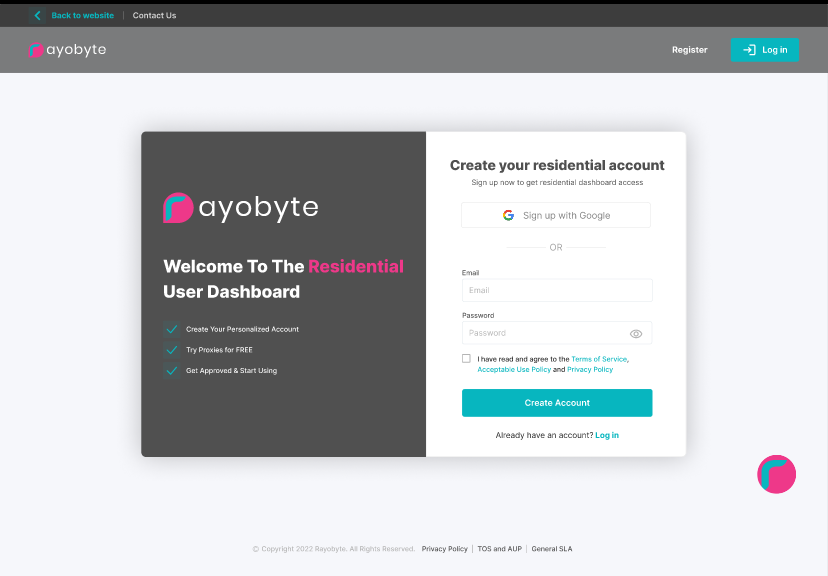 Back to website | Contact Us
rayobyte
Register
Log in
rayobyte
Welcome To The Residential
User Dashboard
Create Your Personalized Account
Try Proxies for FREE
Get Approved & Start Using
Create your residential account
Sign up now to get residential dashboard access
Sign up with Google
OR
Email
Email
Password
Password
I have read and agree to the Terms of Service,
Acceptable Use Policy and Privacy Policy
Create Account
Already have an account? Log in
r
© Copyright 2022 Rayobyte. All Rights Reserved. Privacy Policy | TOS and AUP | General SLA